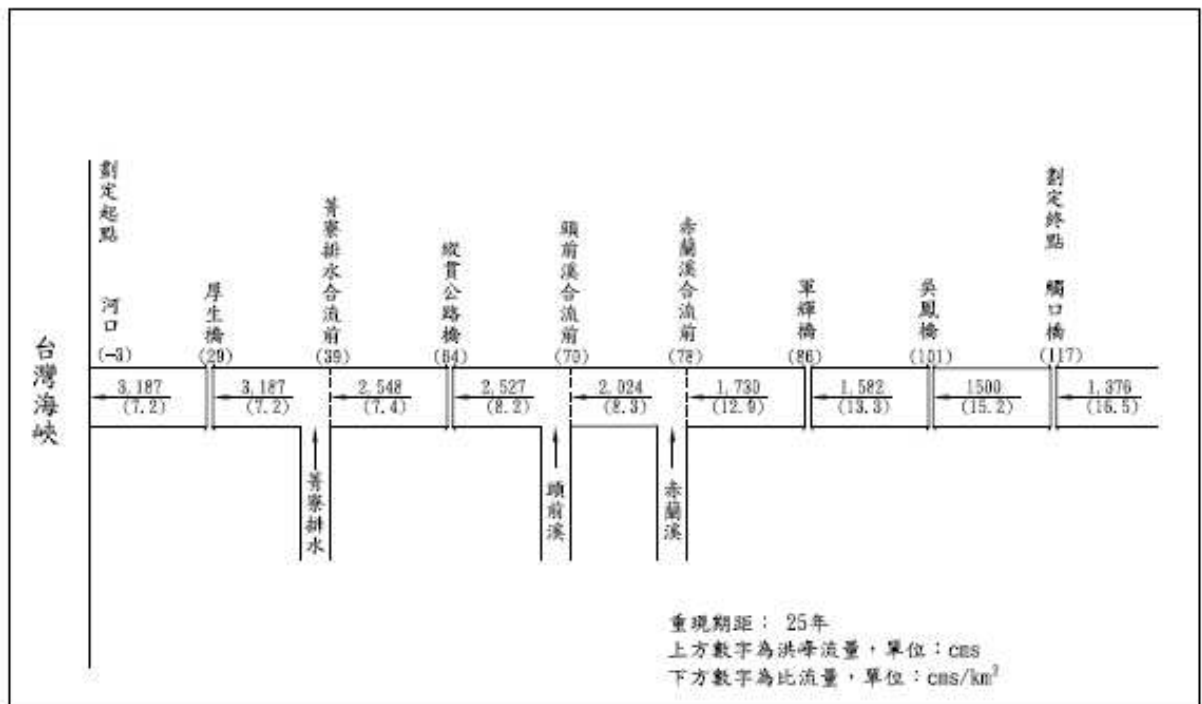 台灣海峽
劃定起點 河口
(-3)
厚生橋
(29)
菁寮排水合流前
(39)
縱貫公路橋
(64)
頭前溪合流前
(70)
赤蘭溪合流前
(78)
軍輝橋
(86)
吳鳳橋
(101)
劃定終點 觸口橋
(117)
3,187
(7.2)
3,187
(7.2)
2,548
(7.4)
2,527
(8.2)
2,024
(8.3)
1,730
(12.9)
1,582
(13.3)
1500
(15.2)
1,376
(16.5)
菁寮排水
頭前溪
赤蘭溪
重現期距： 25年
上方數字為洪峰流量，單位：cms
下方數字為比流量，單位：cms/km²